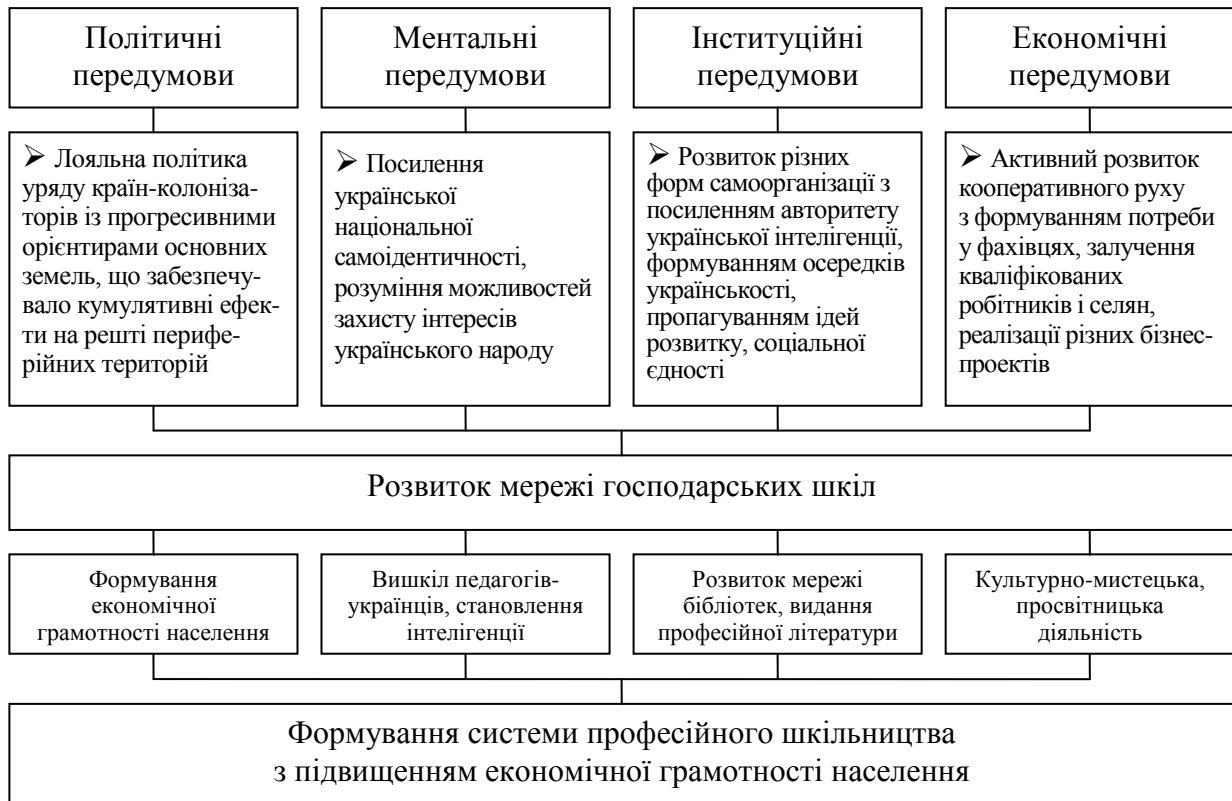 Політичні
передумови
Ментальні
передумови
Інституційні
передумови
Економічні
передумови
➢ Лояльна політика
уряду країн-колоніза-
торів із прогресивними
орієнтирами основних
земель, що забезпечу-
вало кумулятивні ефек-
ти на решті перифе-
рійних територій
➢ Посилення
української
національної
самоідентичності,
розуміння можливостей
захисту інтересів
українського народу
➢ Розвиток різних
форм самоорганізації з
посиленням авторитету
української інтелігенції,
формуванням осередків
українськості,
пропагуванням ідей
розвитку, соціальної
єдності
➢ Активний розвиток
кооперативного руху
з формуванням потреби
у фахівцях, залучення
кваліфікованих
робітників і селян,
реалізації різних бізнес-
проектів
Розвиток мережі господарських шкіл
Формування
економічної
грамотності населення
Вишкіл педагогів-
українців, становлення
інтелігенції
Розвиток мережі
бібліотек, видання
професійної літератури
Культурно-мистецька,
просвітницька
діяльність
Формування системи професійного шкільництва
з підвищенням економічної грамотності населення